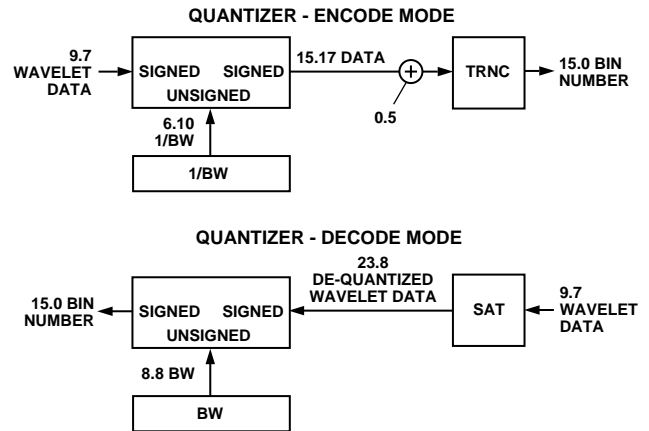 QUANTIZER - ENCODE MODE
9.7
WAVELET
DATA
SIGNED SIGNED
UNSIGNED
15.17 DATA
0.5
TRNC
15.0 BIN
NUMBER
6.10
1/BW
1/BW
QUANTIZER - DECODE MODE
15.0 BIN
NUMBER
SIGNED SIGNED
UNSIGNED
23.8
DE-QUANTIZED
WAVELET DATA
SAT
9.7
WAVELET
DATA
8.8 BW
BW